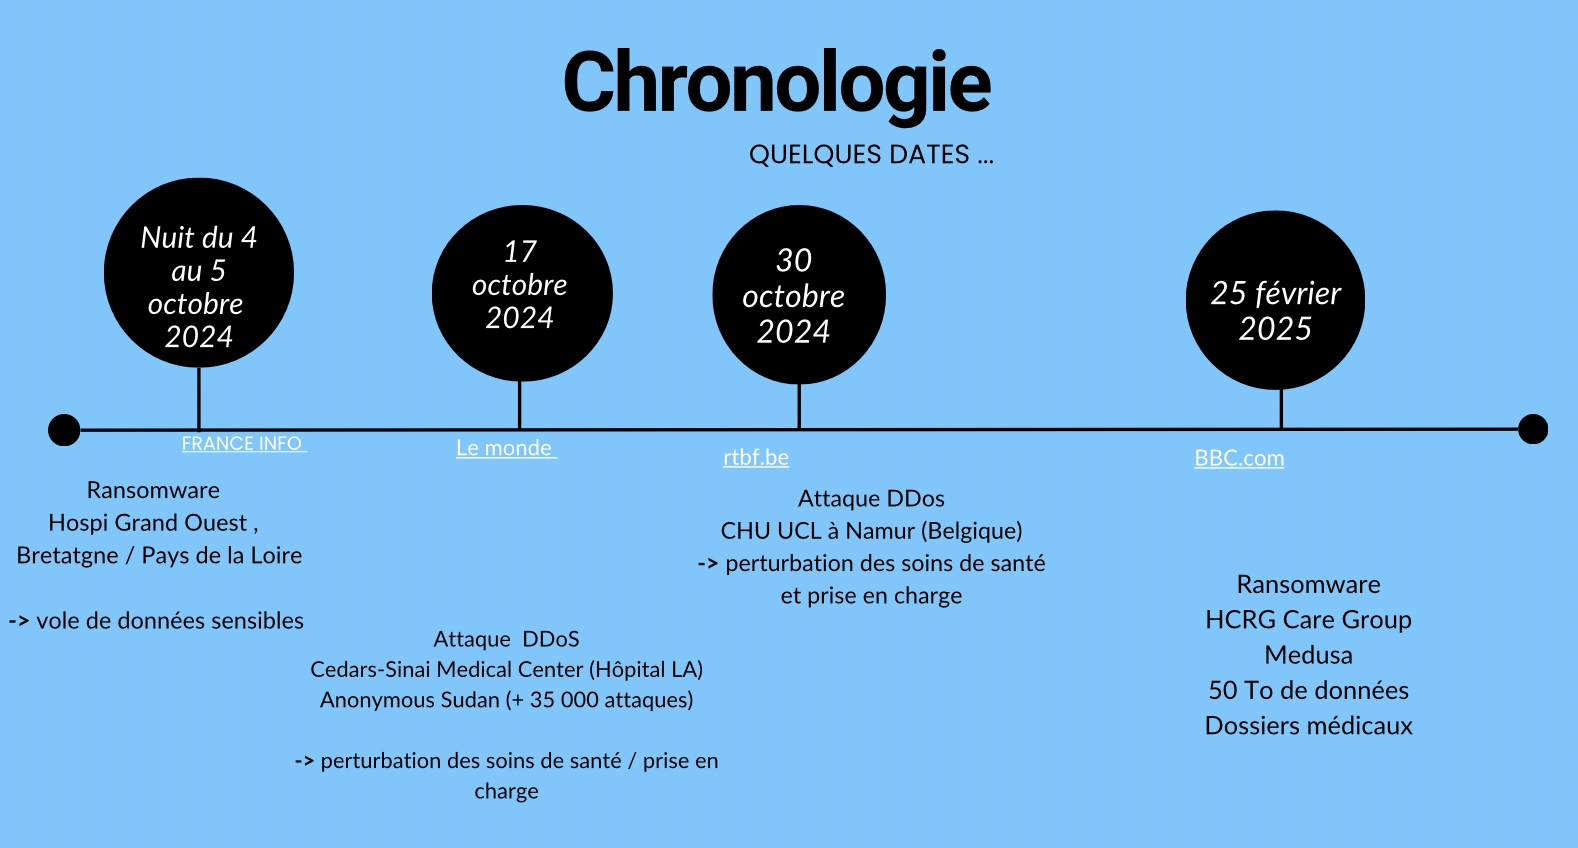 Chronologie
QUELQUES DATES ...
Nuit du 4
au 5
octobre
2024
17
octobre
2024
30
octobre
2024
25 février
2025
FRANCE INFO
Le monde
rtbf.be
BBC.com
Ransomware
Hospi Grand Ouest ,
Bretatgne / Pays de la Loire
-> vole de données sensibles
Attaque  DDoS
Cedars-Sinai Medical Center (Hôpital LA)
Anonymous Sudan (+ 35 000 attaques)
-> perturbation des soins de santé / prise en
charge
Attaque DDos
CHU UCL à Namur (Belgique)
-> perturbation des soins de santé
et prise en charge
Ransomware
HCRG Care Group
Medusa
50 To de données
Dossiers médicaux